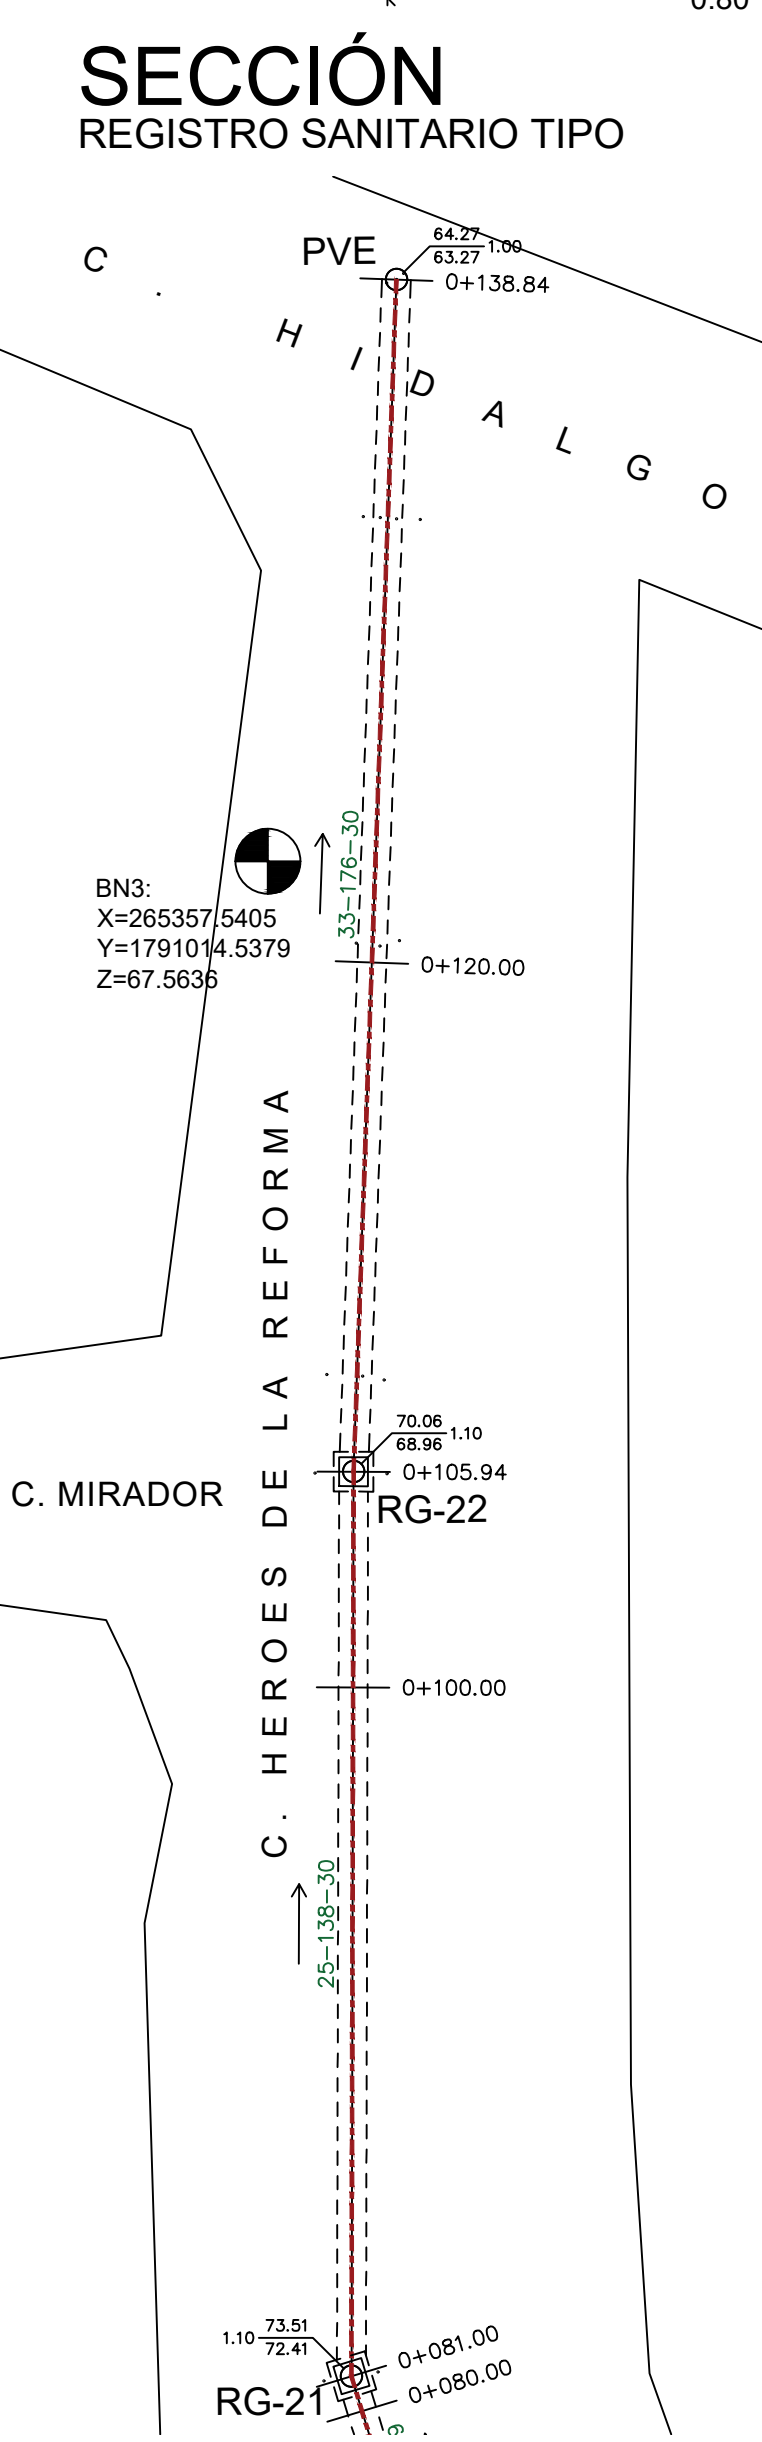 0.80
SECCIÓN
REGISTRO SANITARIO TIPO
C. HIDALGO
PVE
64.27
63.27
1.00
0+138.84
33-176-30
BN3:
X=265357.5405
Y=1791014.5379
Z=67.5636
0+120.00
C. HEROES DE LA REFORMA
70.06
68.96
1.10
0+105.94
C. MIRADOR
RG-22
0+100.00
25-138-30
1.10
73.51
72.41
0+081.00
0+080.00
RG-21